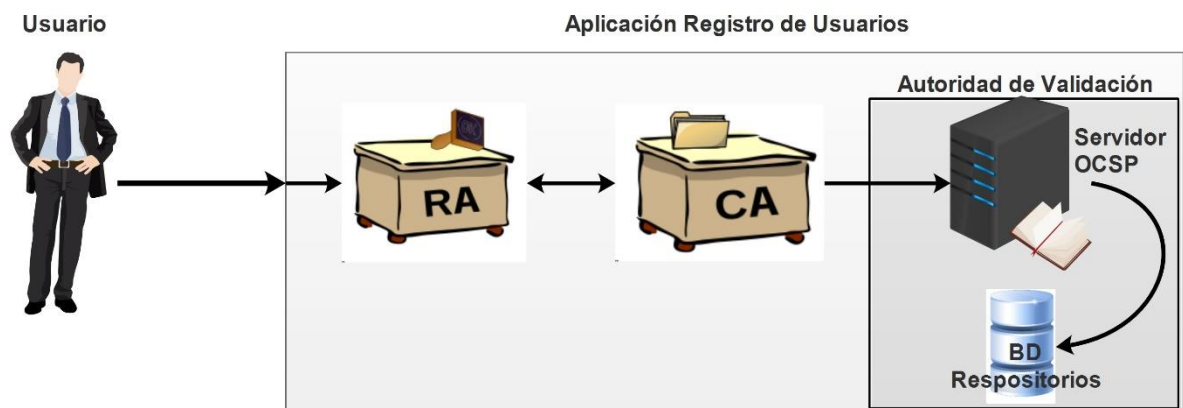 Usuario
Aplicación Registro de Usuarios
Autoridad de Validación
RA
CA
Servidor
OCSP
BD
Respositorios